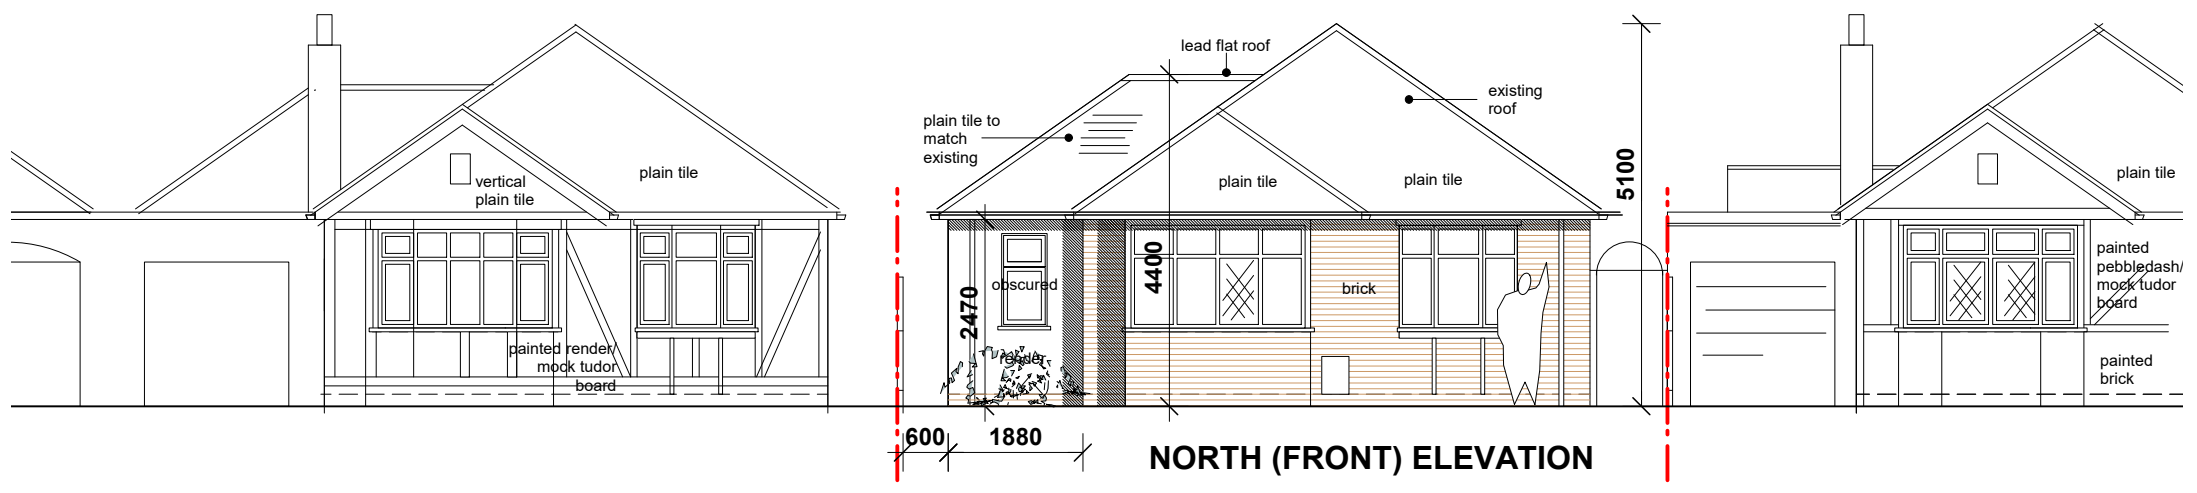 vertical
plain tile
plain tile
painted render/
mock tudor
board
lead flat roof
plain tile to
match
existing
existing
roof
plain tile
plain tile
obscured
render
brick
2470
4400
5100
600
1880
plain tile
painted
pebbledash/
mock tudor
board
painted
brick
NORTH (FRONT) ELEVATION